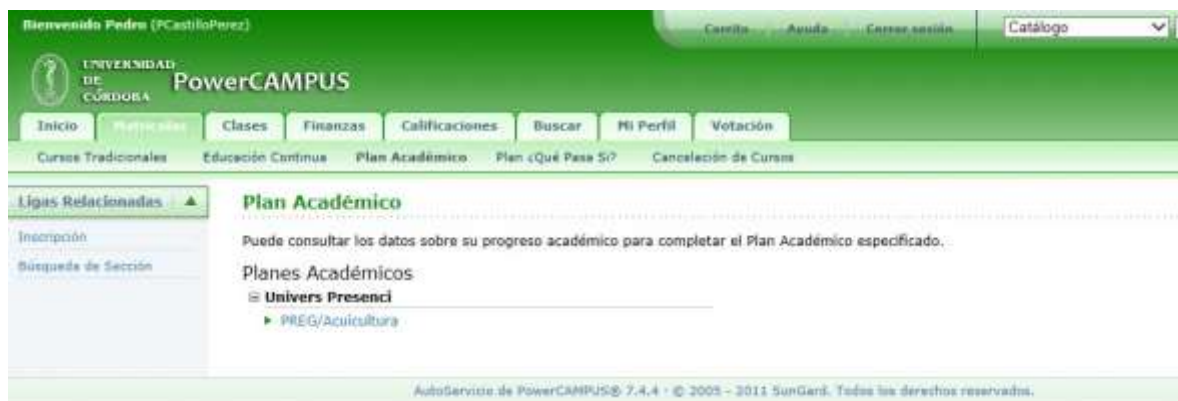 Bienvenido Pedro (PCastilloPerez)
Carrito Ayuda Cerrar sesión Catálogo
UNIVERSIDAD
DE
CÓRDOBA
PowerCAMPUS
Inicio Matrículas Clases Finanzas Calificaciones Buscar Mi Perfil Votación
Cursos Tradicionales Educación Continua Plan Académico Plan ¿Qué Pasa Si? Cancelación de Cursos
Ligas Relacionadas
Inscripción
Búsqueda de Sección
Plan Académico
Puede consultar los datos sobre su progreso académico para completar el Plan Académico especificado.
Planes Académicos
Univers Presenci
PREG/Acuicultura
AutoServicio de PowerCAMPUS® 7.4.4 · © 2005 - 2011 SunGard. Todos los derechos reservados.